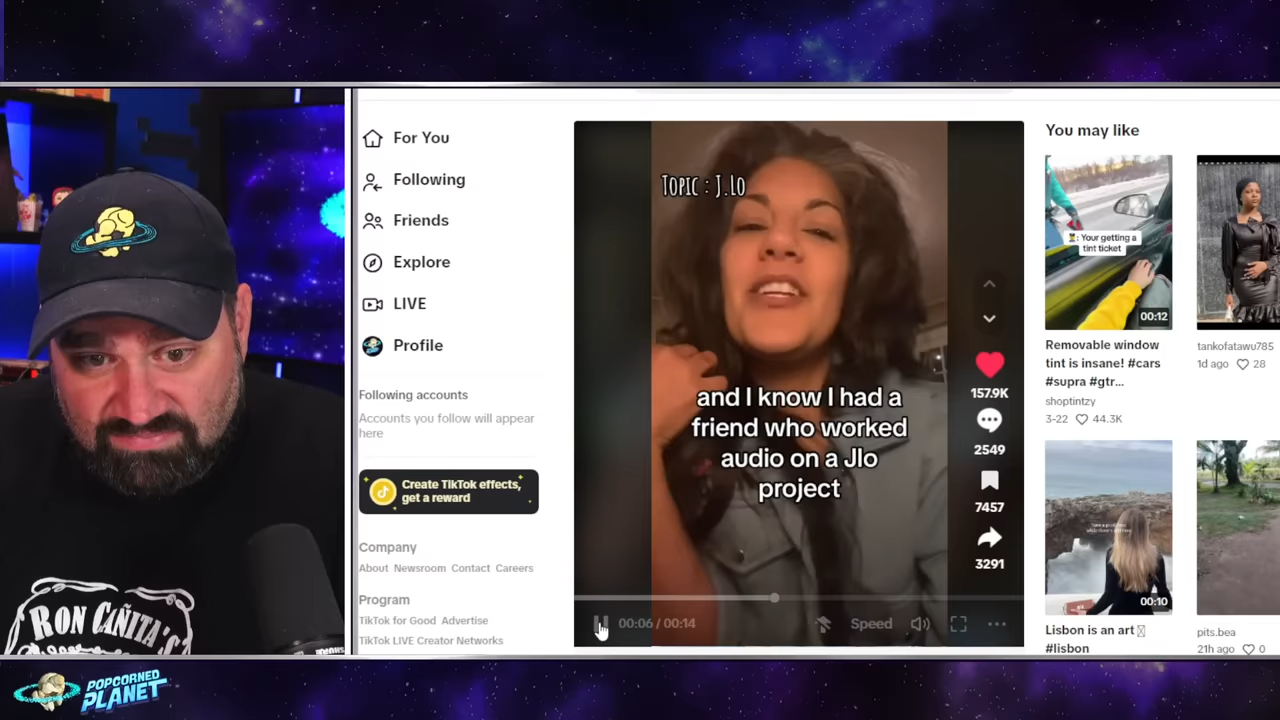 For You
Following
Friends
Explore
LIVE
Profile
Following accounts
Accounts you follow will appear
here
Create TikTok effects,
get a reward
Company
About Newsroom Contact Careers
Program
TikTok for Good Advertise
TikTok LIVE Creator Networks
TOPIC : J.LO
and I know I had a
friend who worked
audio on a Jlo
project
157.9K
2549
7457
3291
00:06 / 00:14
Speed
You may like
: Your getting a
tint ticket
00:12
Removable window
tint is insane! #cars
#supra #gtr...
shoptintzy
3-22 44.3K
tankofatawu785
1d ago 28
00:10
Lisbon is an art
#lisbon
pits.bea
21h ago 0
RON CAÑITA'S
POPCORNED
PLANET